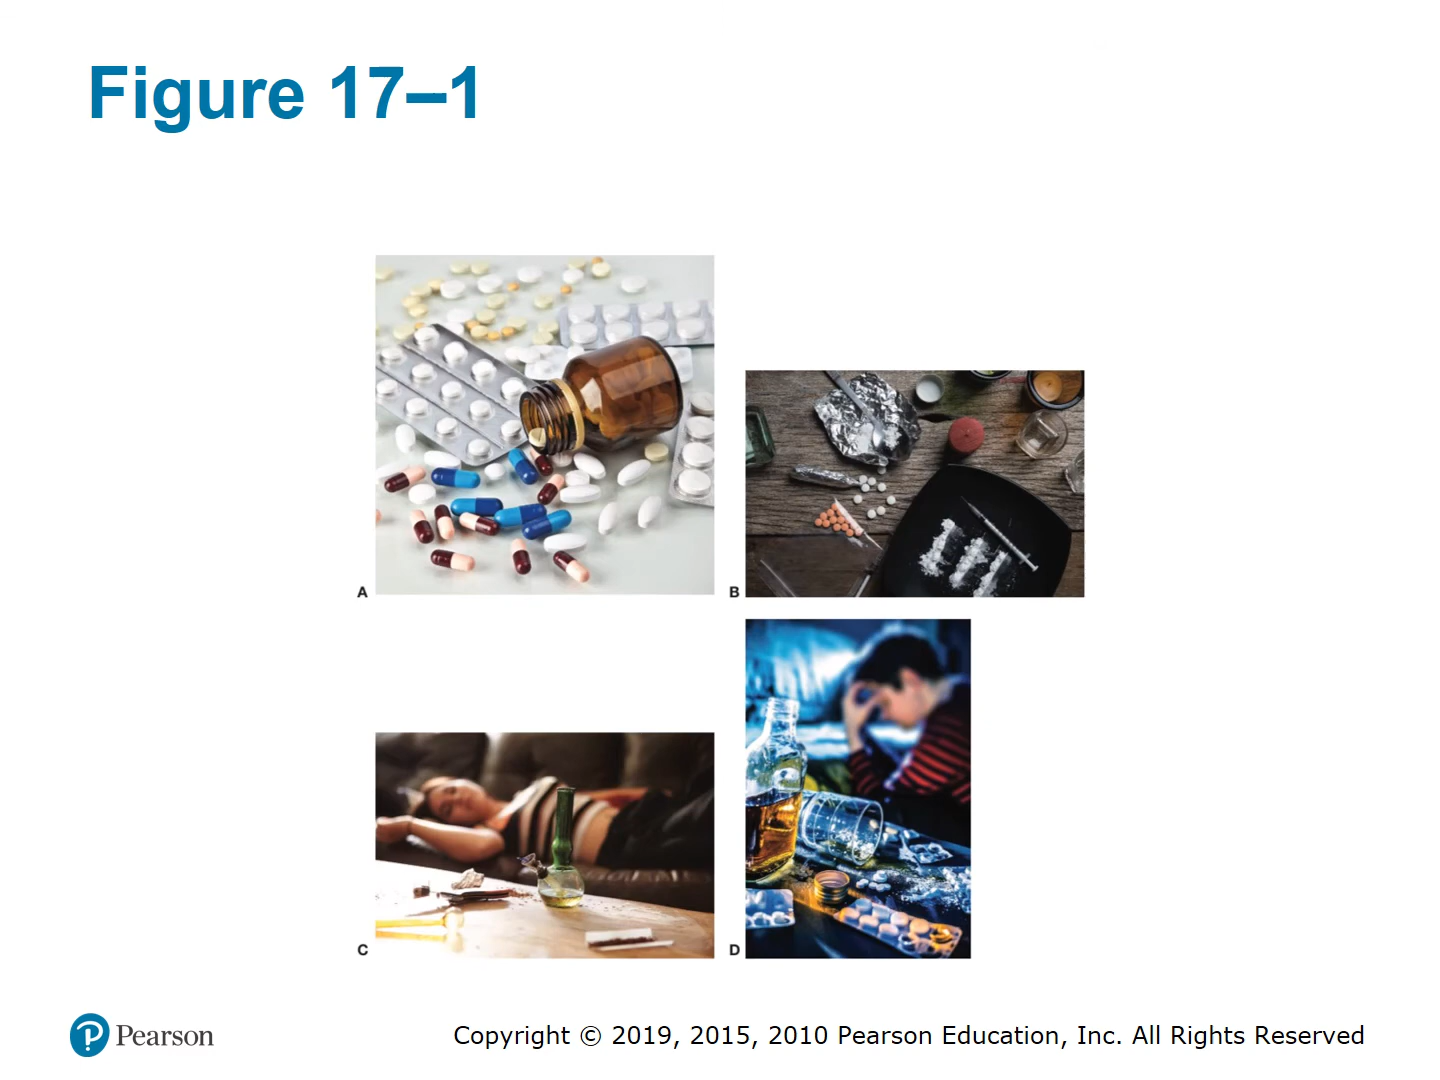 Figure 17–1
A
B
C
D
Pearson
Copyright © 2019, 2015, 2010 Pearson Education, Inc. All Rights Reserved